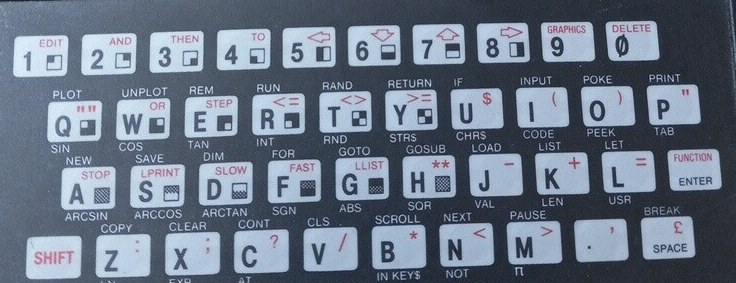 EDIT AND THEN TO GRAPHICS DELETE
1 2 3 4 5 6 7 8 9 0
PLOT UNPLOT REM RUN RAND RETURN IF INPUT POKE PRINT
"" OR STEP <= <> >= $ ( ) "
Q W E R T Y U I O P
SIN COS TAN INT RND STR$ CHR$ CODE PEEK TAB
NEW SAVE DIM FOR GOTO GOSUB LOAD LIST LET
STOP LPRINT SLOW FAST LLIST ** - + = FUNCTION
A S D F G H J K L ENTER
ARCSIN ARCCOS ARCTAN SGN ABS SQR VAL LEN USR
COPY CLEAR CONT CLS SCROLL NEXT PAUSE BREAK
: ; ? / * < > , £
SHIFT Z X C V B N M . SPACE
IN KEY$ NOT π